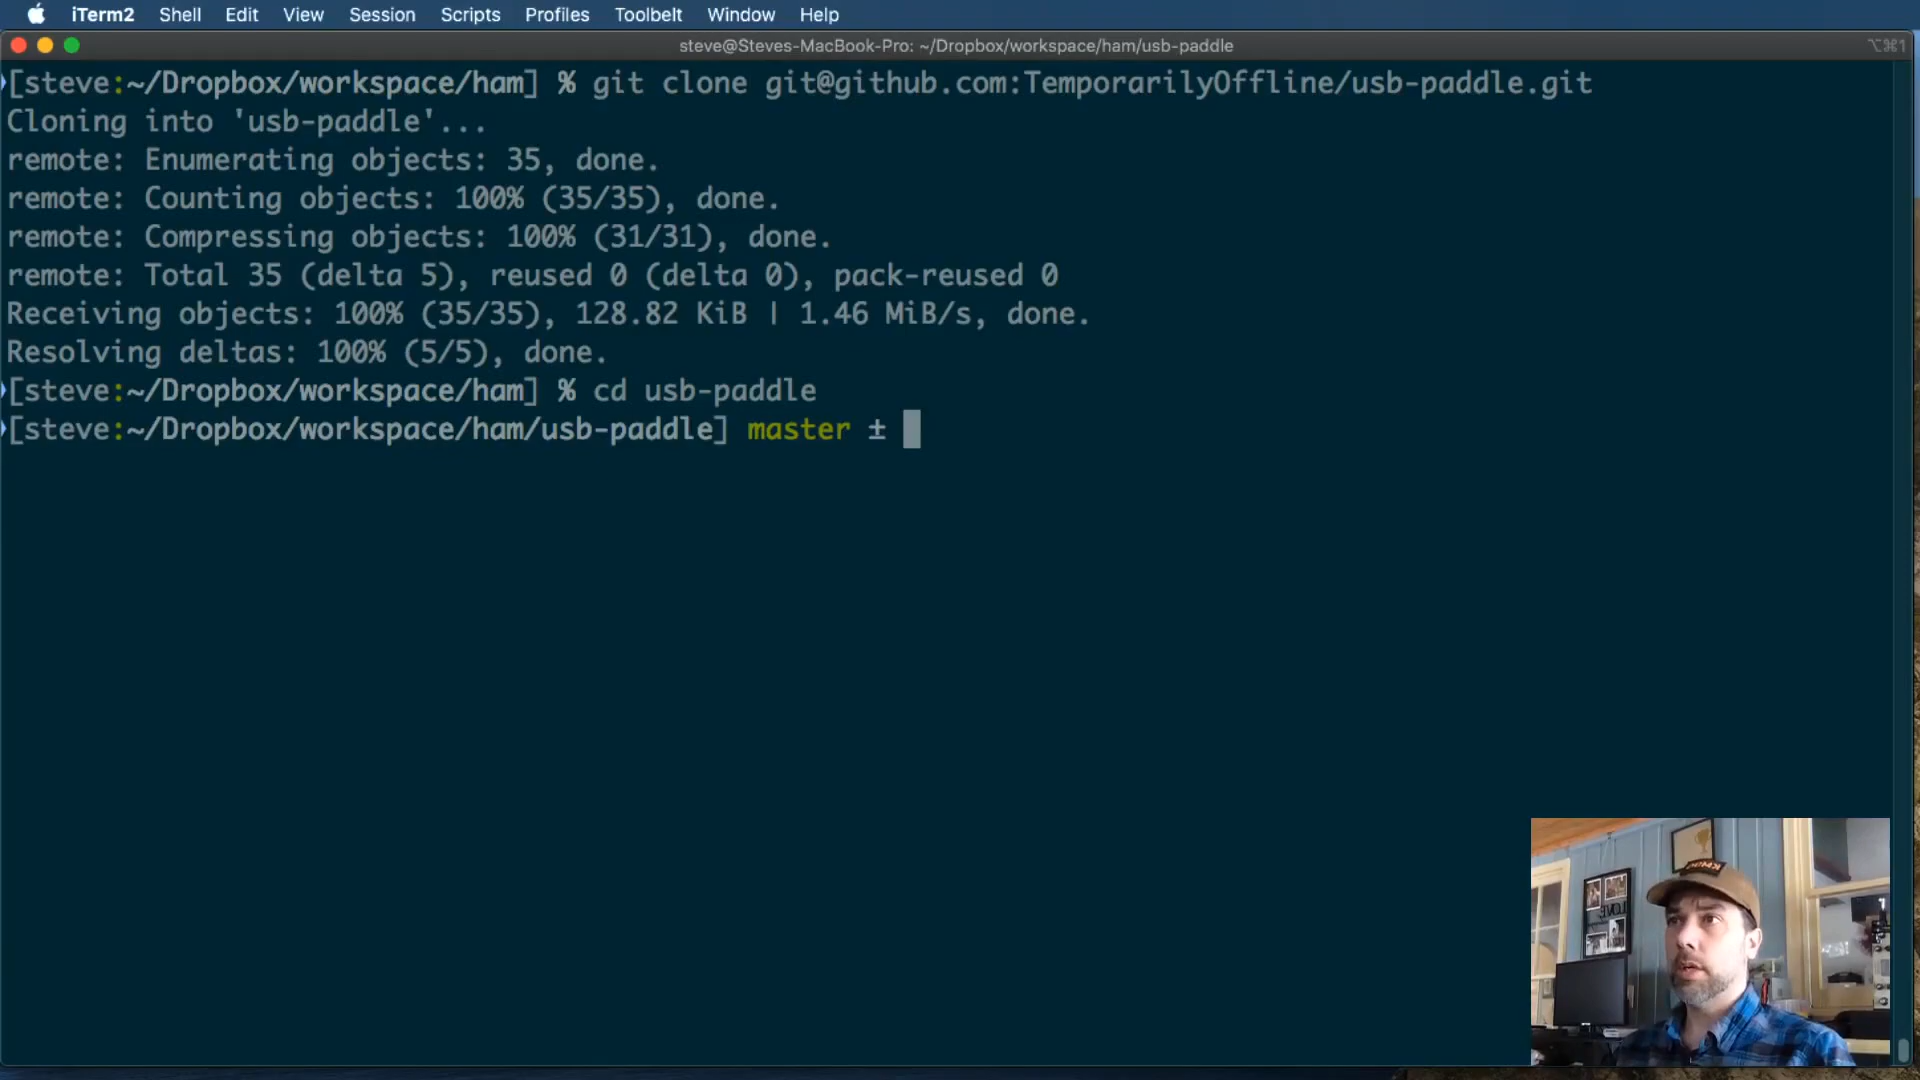 iTerm2 Shell Edit View Session Scripts Profiles Toolbelt Window Help
steve@Steves-MacBook-Pro: ~/Dropbox/workspace/ham/usb-paddle ⌥⌘1
[steve:~/Dropbox/workspace/ham] % git clone git@github.com:TemporarilyOffline/usb-paddle.git
Cloning into 'usb-paddle'...
remote: Enumerating objects: 35, done.
remote: Counting objects: 100% (35/35), done.
remote: Compressing objects: 100% (31/31), done.
remote: Total 35 (delta 5), reused 0 (delta 0), pack-reused 0
Receiving objects: 100% (35/35), 128.82 KiB | 1.46 MiB/s, done.
Resolving deltas: 100% (5/5), done.
[steve:~/Dropbox/workspace/ham] % cd usb-paddle
[steve:~/Dropbox/workspace/ham/usb-paddle] master ±
LOVE